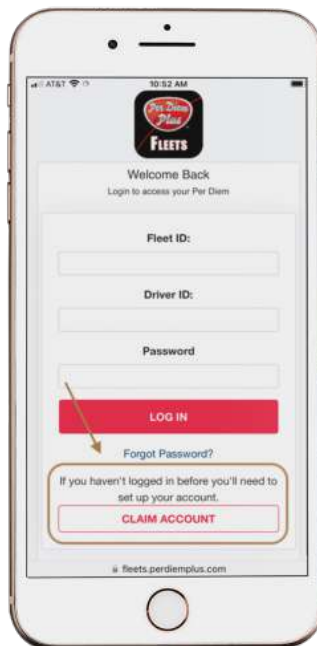 AT&T
10:52 AM
Per Diem
Plus
FLEETS
Welcome Back
Login to access your Per Diem
Fleet ID:
Driver ID:
Password
LOG IN
Forgot Password?
If you haven't logged in before you'll need to
set up your account.
CLAIM ACCOUNT
fleets.perdiemplus.com